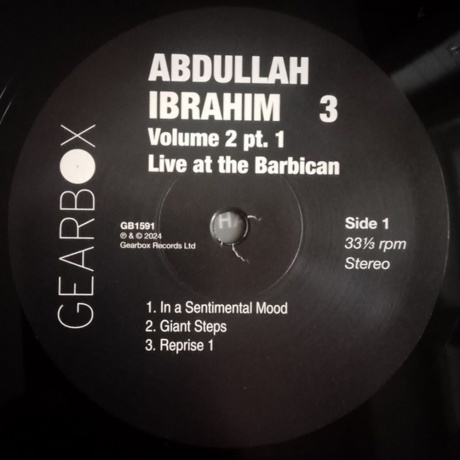 ABDULLAH
IBRAHIM 3
Volume 2 pt. 1
Live at the Barbican
GEARBOX
GB1591
℗ & © 2024
Gearbox Records Ltd
Side 1
33⅓ rpm
Stereo
1. In a Sentimental Mood
2. Giant Steps
3. Reprise 1